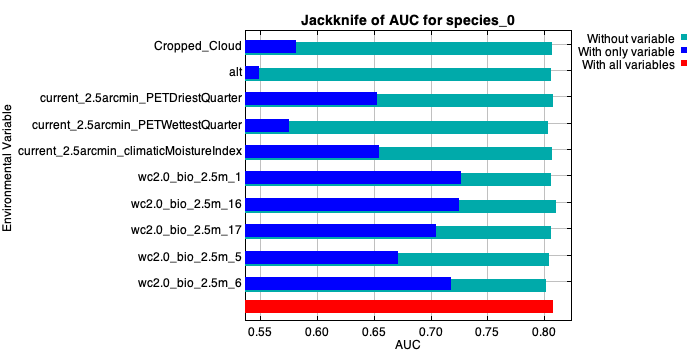 Jackknife of AUC for species_0
Without variable
With only variable
With all variables
Environmental Variable
Cropped_Cloud
alt
current_2.5arcmin_PETDriestQuarter
current_2.5arcmin_PETWettestQuarter
current_2.5arcmin_climaticMoistureIndex
wc2.0_bio_2.5m_1
wc2.0_bio_2.5m_16
wc2.0_bio_2.5m_17
wc2.0_bio_2.5m_5
wc2.0_bio_2.5m_6
0.55 0.60 0.65 0.70 0.75 0.80
AUC